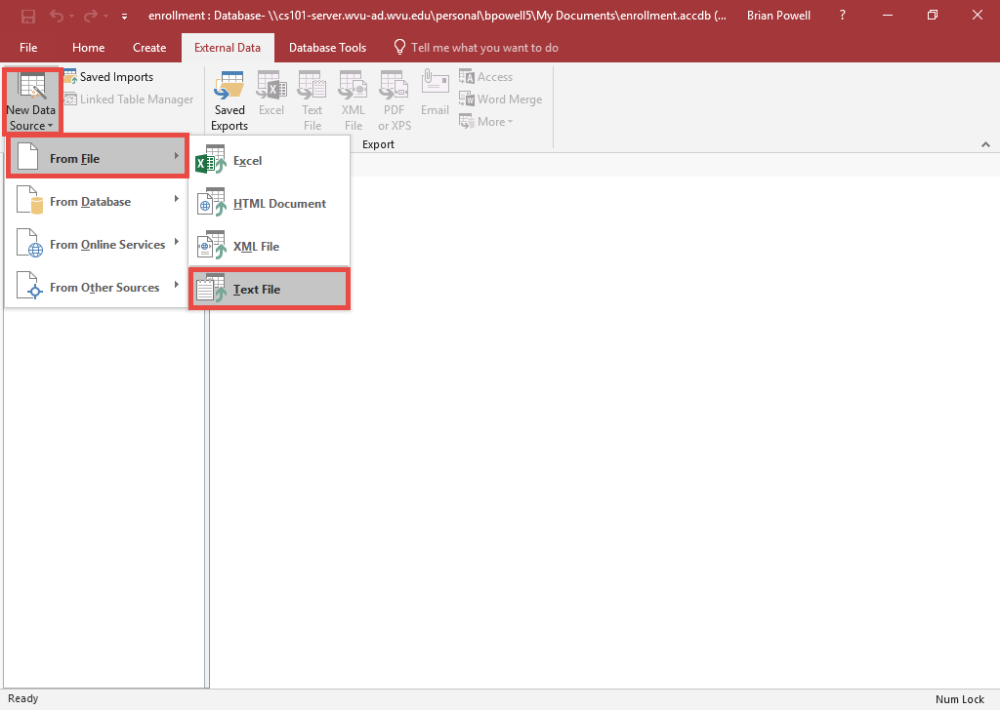 enrollment : Database- \\cs101-server.wvu-ad.wvu.edu\personal\bpowell5\My Documents\enrollment.accdb (... Brian Powell ?
File Home Create External Data Database Tools Tell me what you want to do
New Data Source
Saved Imports
Linked Table Manager
Saved Exports
Excel
Text File
XML File
PDF or XPS
Email
Access
Word Merge
More
Export
From File
From Database
From Online Services
From Other Sources
Excel
HTML Document
XML File
Text File
Ready Num Lock